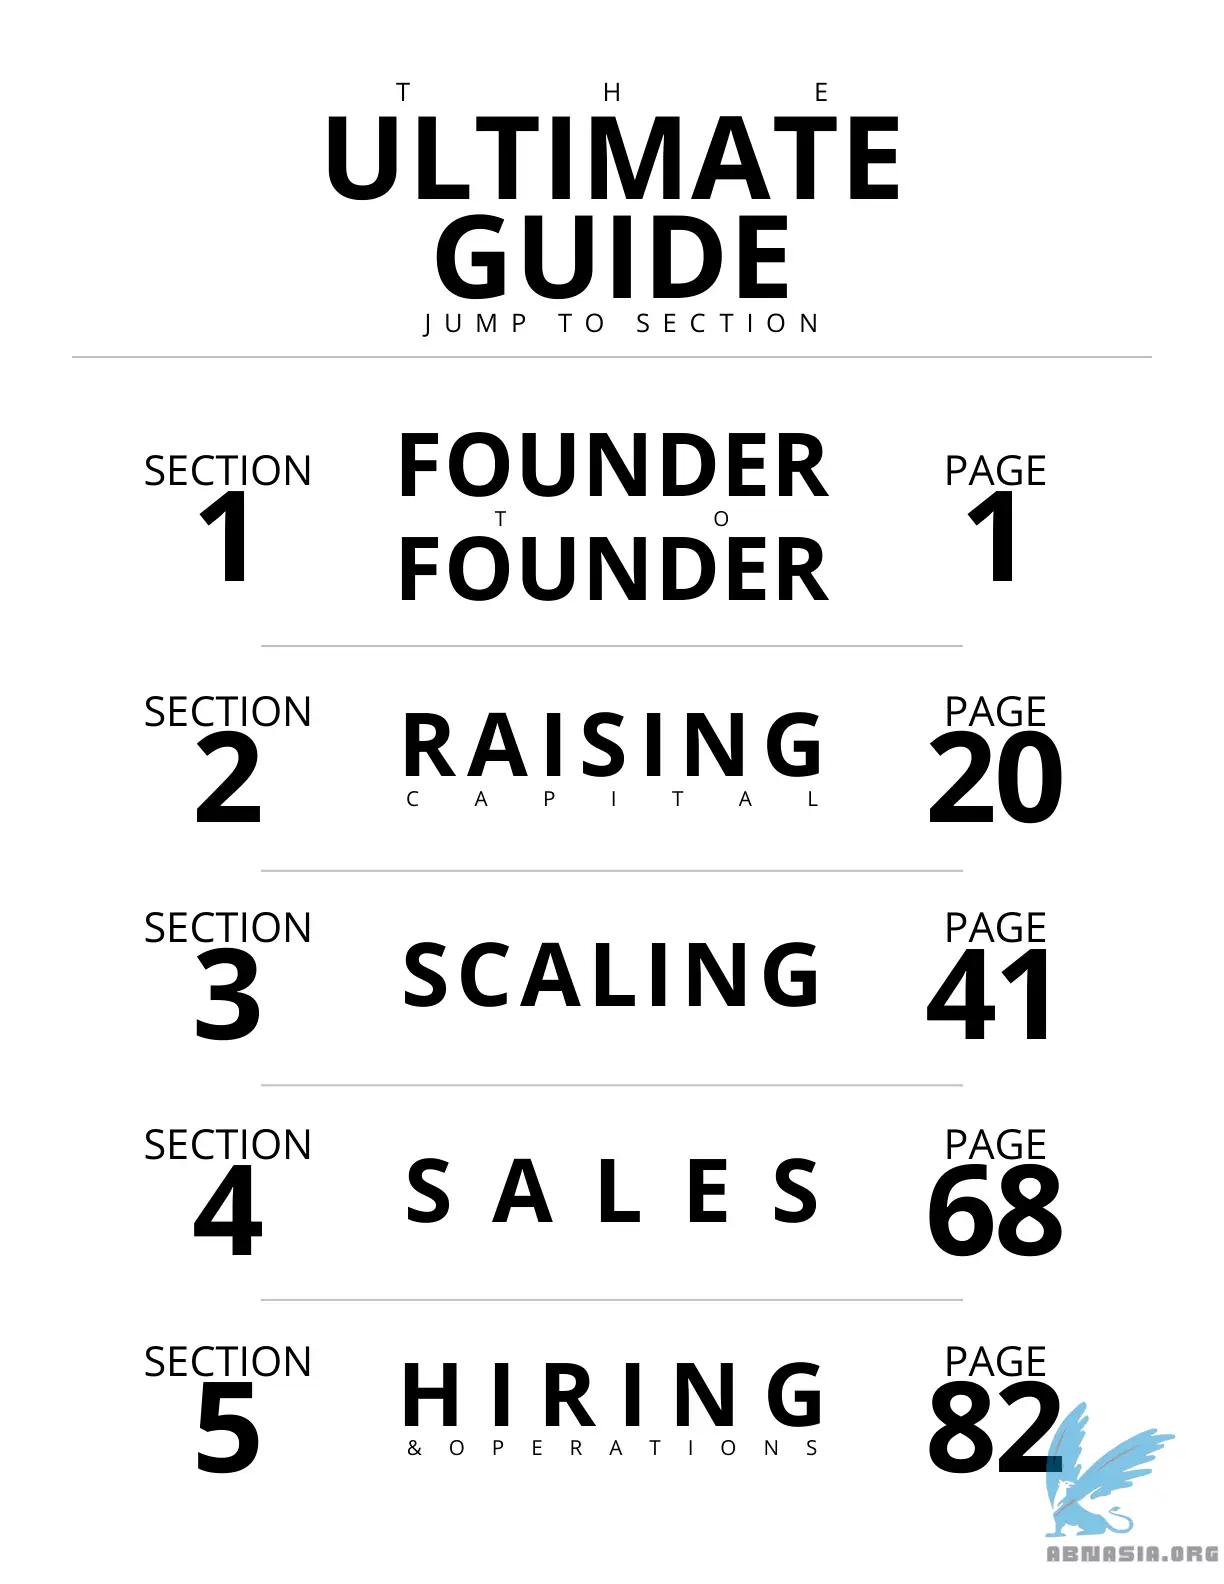 THE
ULTIMATE
GUIDE
JUMP TO SECTION
SECTION
1
FOUNDER
TO
FOUNDER
PAGE
1
SECTION
2
RAISING
CAPITAL
PAGE
20
SECTION
3
SCALING
PAGE
41
SECTION
4
SALES
PAGE
68
SECTION
5
HIRING
& OPERATIONS
PAGE
82
ABNASIA.ORG